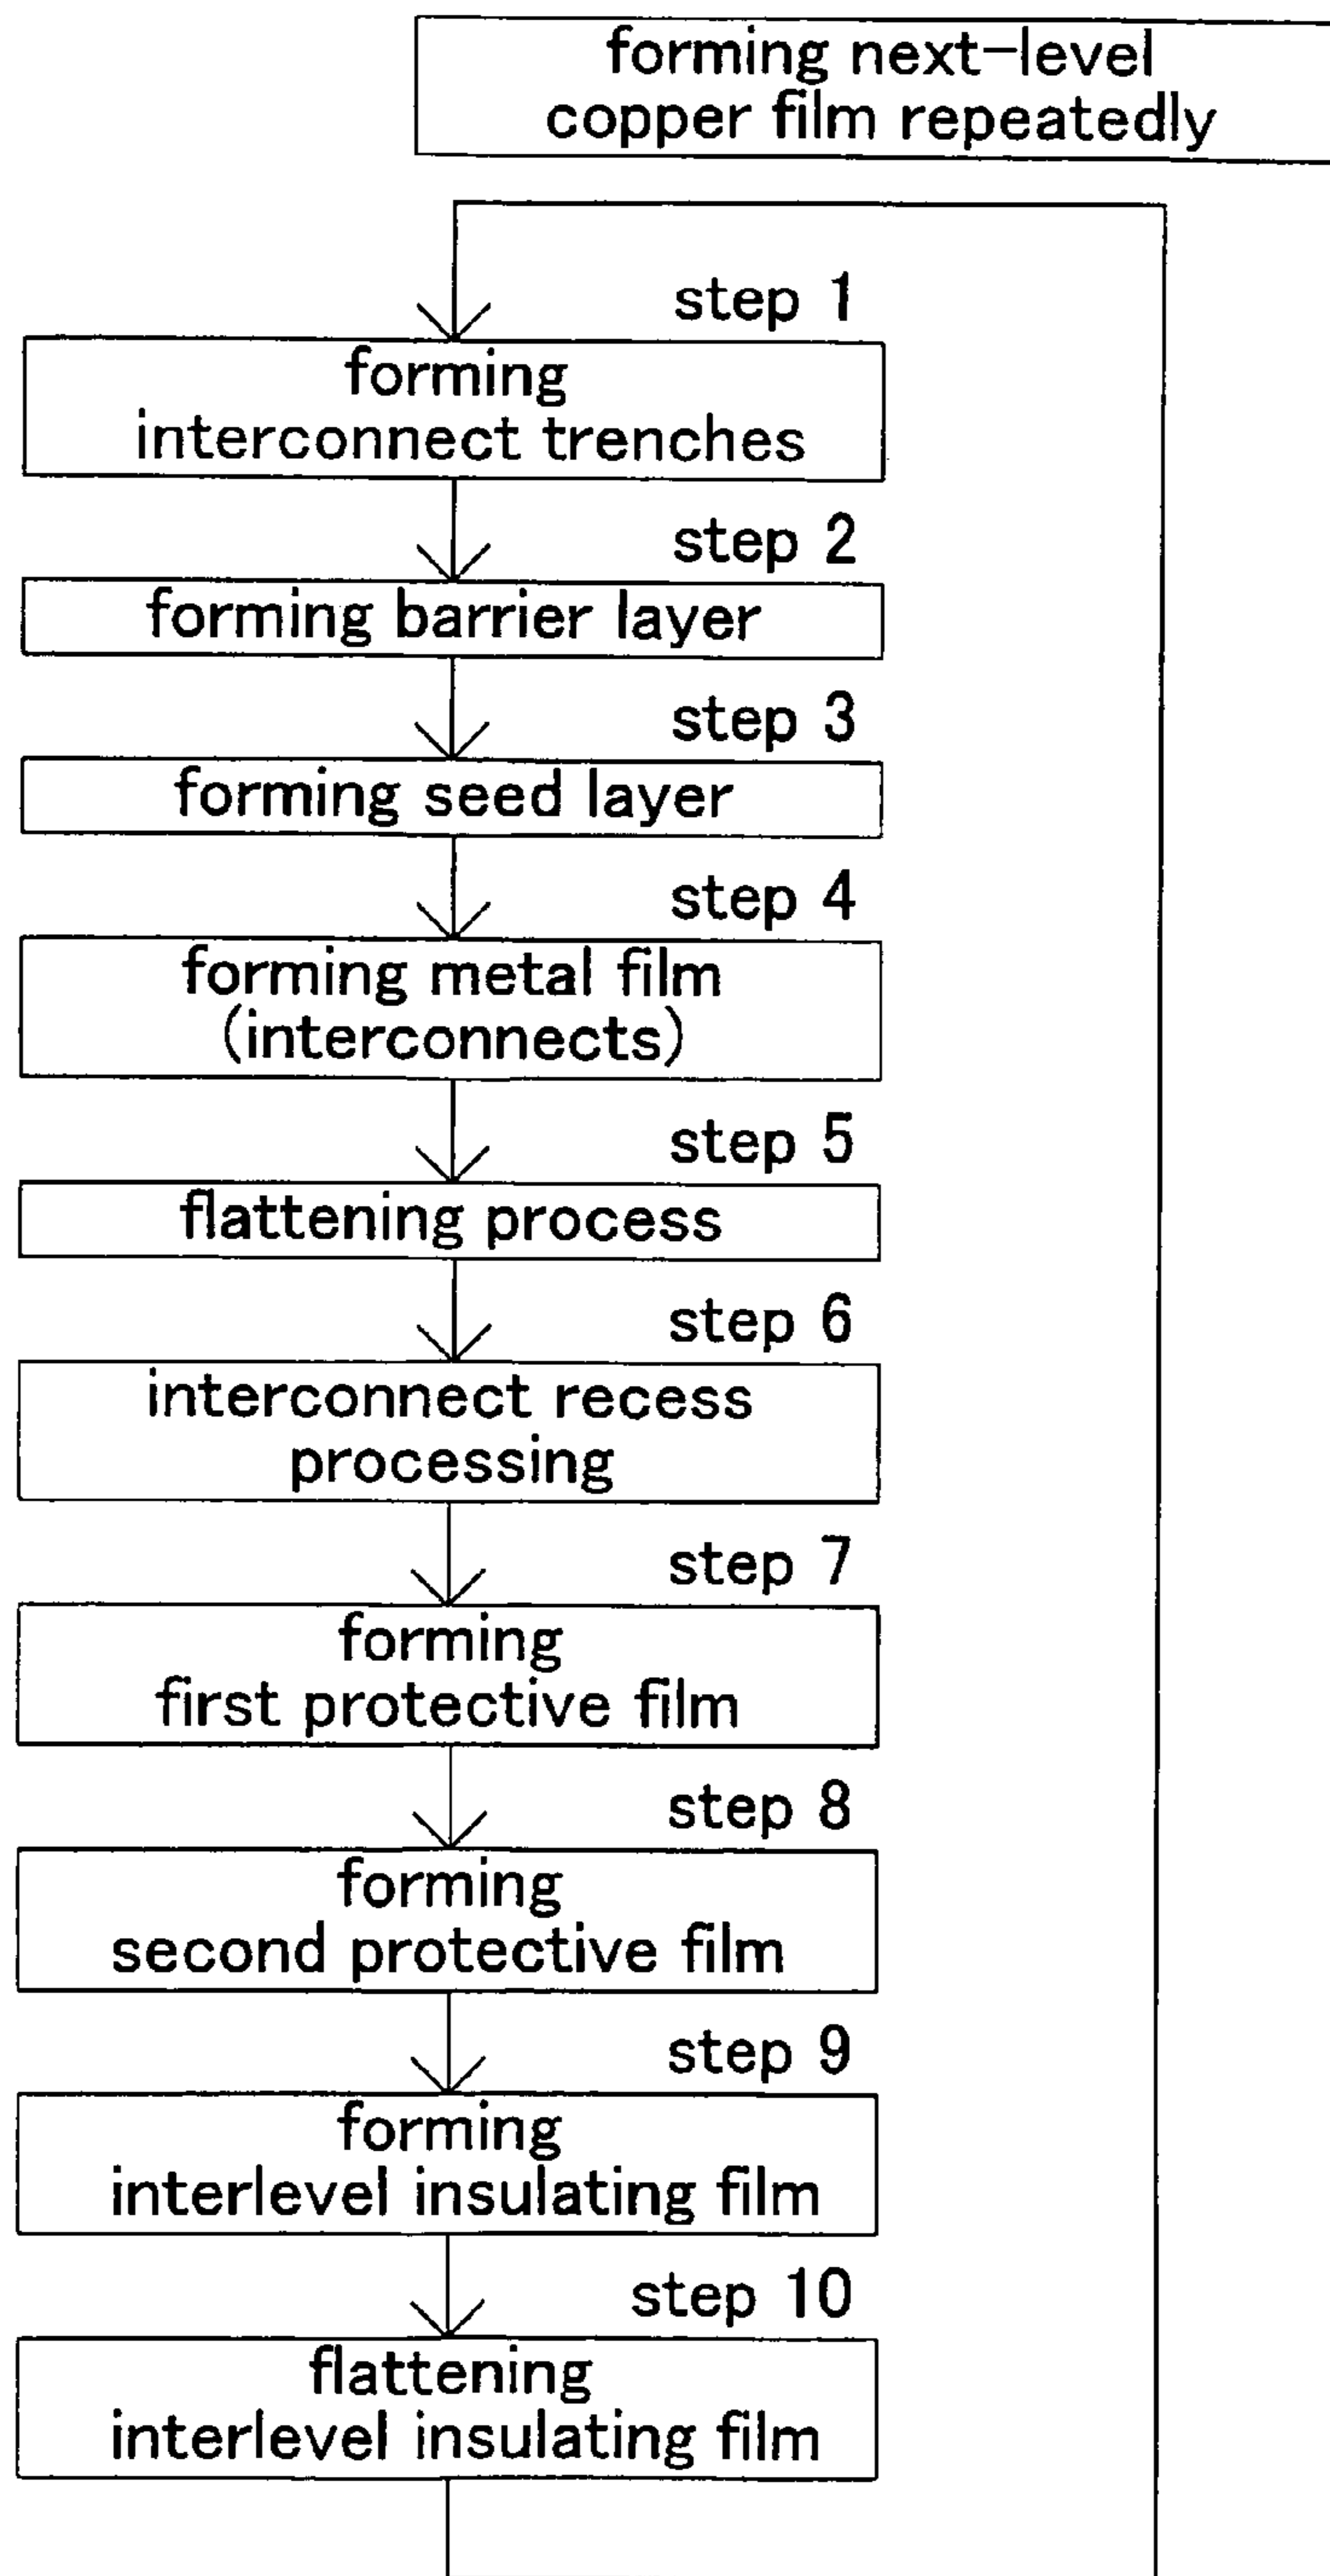 forming next-level
copper film repeatedly
step 1
forming
interconnect trenches
step 2
forming barrier layer
step 3
forming seed layer
step 4
forming metal film
(interconnects)
step 5
flattening process
step 6
interconnect recess
processing
step 7
forming
first protective film
step 8
forming
second protective film
step 9
forming
interlevel insulating film
step 10
flattening
interlevel insulating film